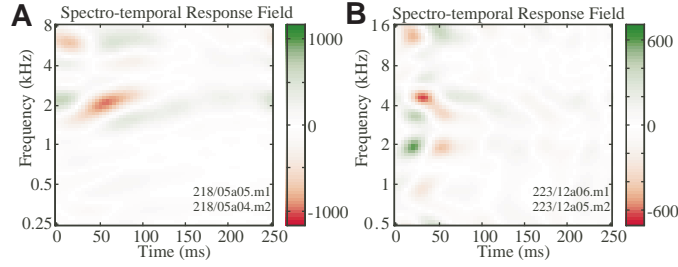 A
Spectro-temporal Response Field
Frequency (kHz)
8
4
2
1
0.5
0.25
218/05a05.m1
218/05a04.m2
0 50 100 150 200 250
Time (ms)
1000
0
-1000
B
Spectro-temporal Response Field
Frequency (kHz)
16
8
4
2
1
0.5
223/12a06.m1
223/12a05.m2
0 50 100 150 200 250
Time (ms)
600
0
-600